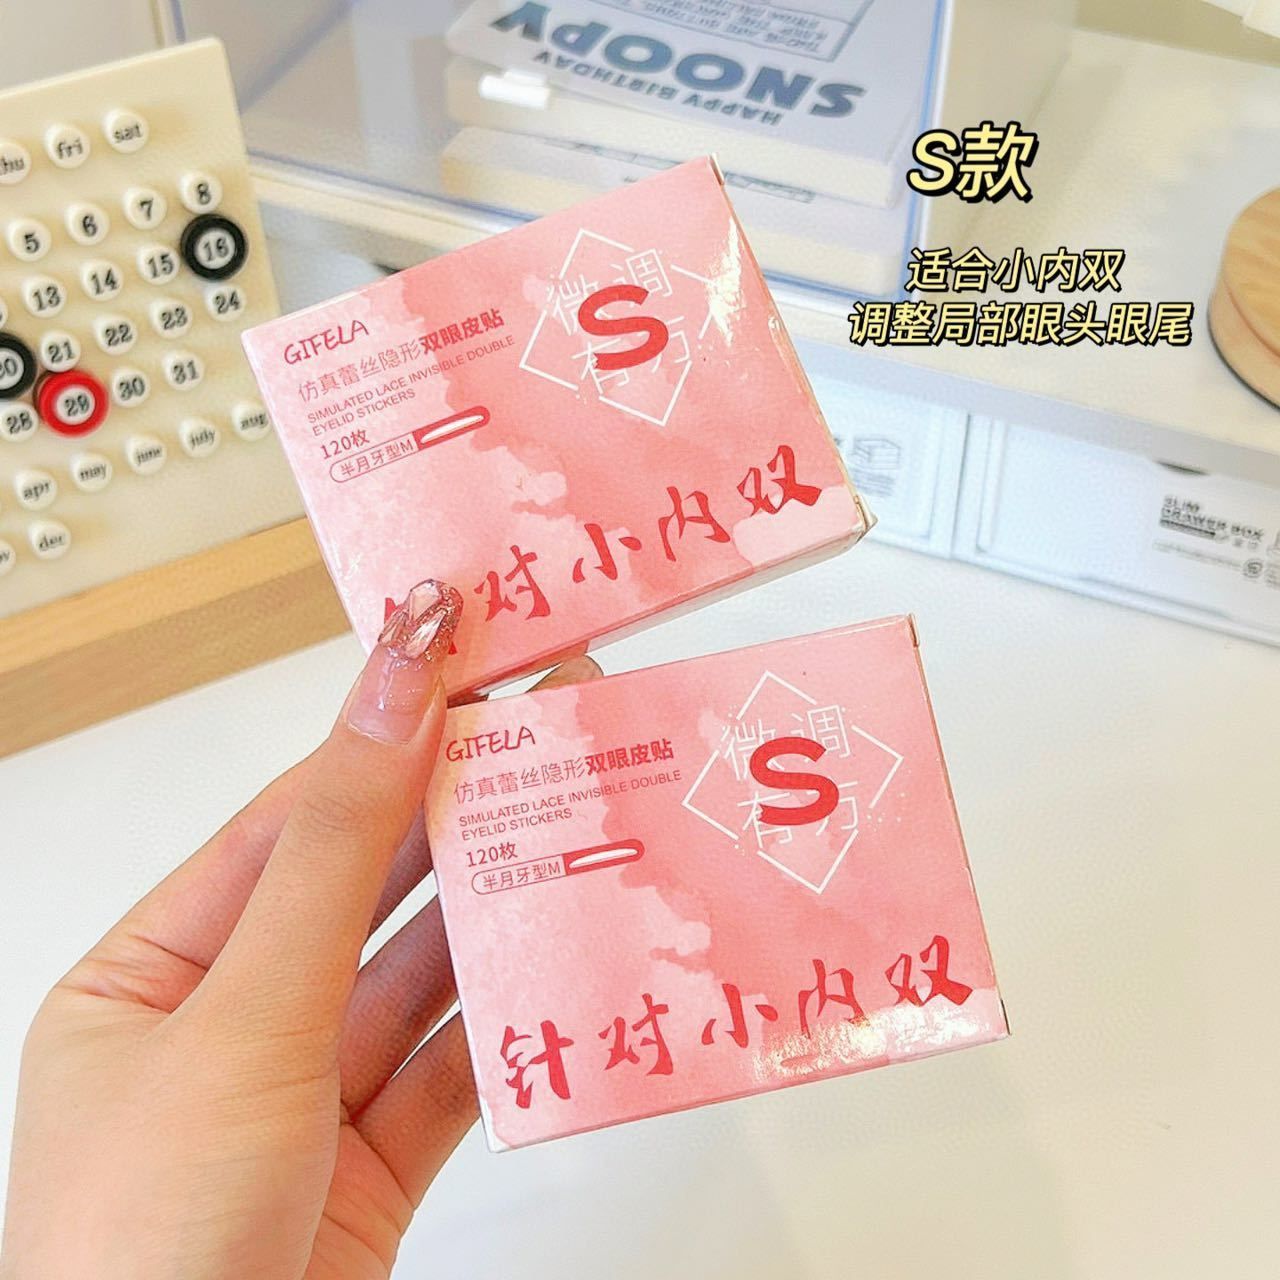 S款
适合小内双
调整局部眼头眼尾
HAPPY BIRTHDAY
SNOOPY
thu fri sat
5 6 7 8
13 14 15 16
20 21 22 23 24
28 29 30 31
apr may june july aug
dec
GIFELA
仿真蕾丝隐形双眼皮贴
SIMULATED LACE INVISIBLE DOUBLE
EYELID STICKERS
120枚
半月牙型M
微调
S
有万
对小内双
GIFELA
仿真蕾丝隐形双眼皮贴
SIMULATED LACE INVISIBLE DOUBLE
EYELID STICKERS
120枚
半月牙型M
微调
S
有万
针对小内双
SLIM
DRAWER BOX